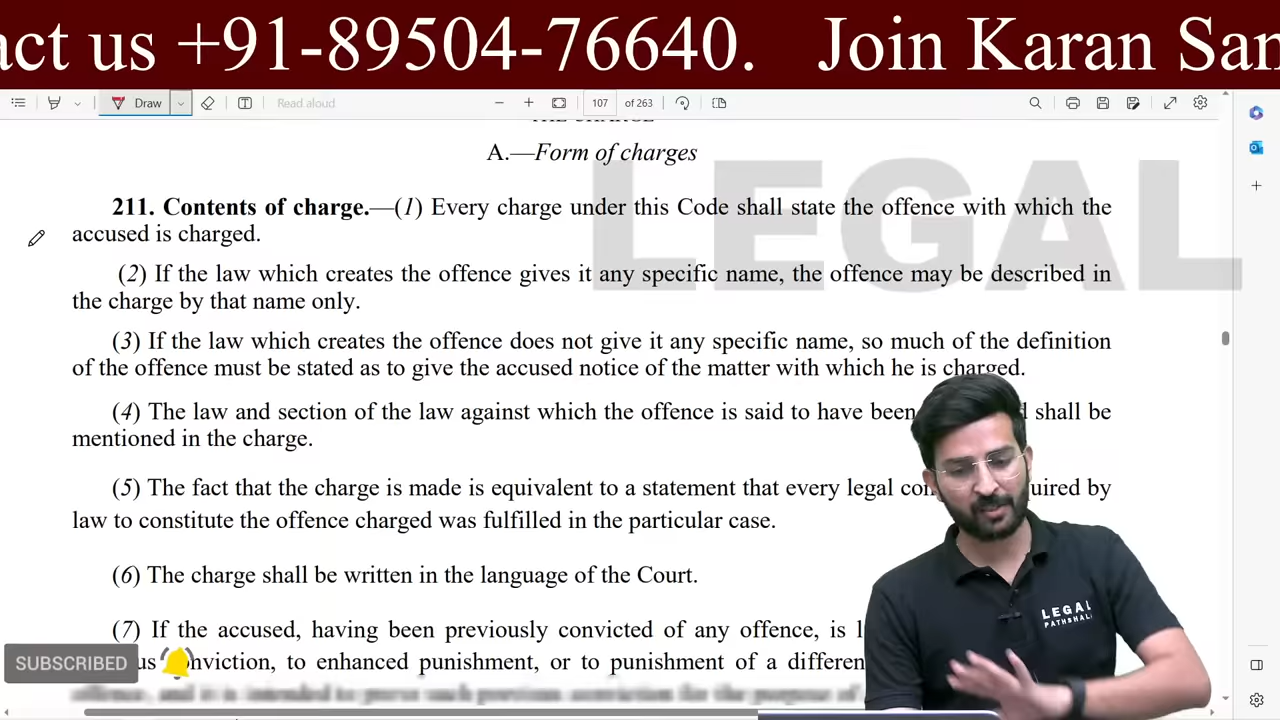 act us +91-89504-76640. Join Karan San
Draw
Read aloud
107 of 263
A.—Form of charges
LEGAL
211. Contents of charge.—(1) Every charge under this Code shall state the offence with which the
accused is charged.
(2) If the law which creates the offence gives it any specific name, the offence may be described in
the charge by that name only.
(3) If the law which creates the offence does not give it any specific name, so much of the definition
of the offence must be stated as to give the accused notice of the matter with which he is charged.
(4) The law and section of the law against which the offence is said to have been shall be
mentioned in the charge.
(5) The fact that the charge is made is equivalent to a statement that every legal con quired by
law to constitute the offence charged was fulfilled in the particular case.
(6) The charge shall be written in the language of the Court.
(7) If the accused, having been previously convicted of any offence, is l
us conviction, to enhanced punishment, or to punishment of a differen
LEGAL
PATHSHALA
SUBSCRIBED